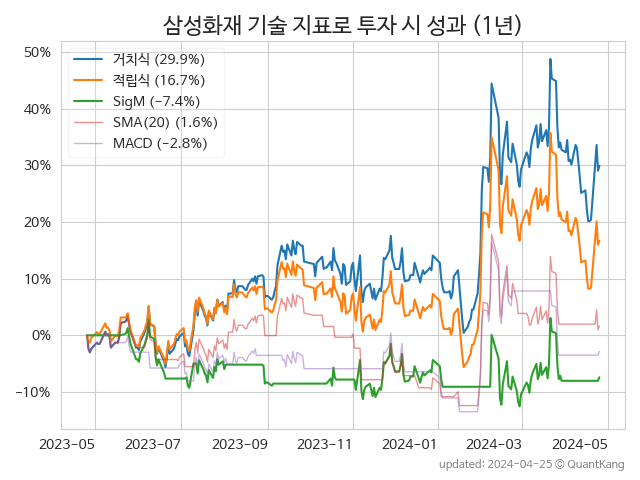 삼성화재 기술 지표로 투자 시 성과 (1년)
50%
40%
30%
20%
10%
0%
−10%
거치식 (29.9%)
적립식 (16.7%)
SigM (−7.4%)
SMA(20) (1.6%)
MACD (−2.8%)
2023-05
2023-07
2023-09
2023-11
2024-01
2024-03
2024-05
updated: 2024-04-25 © QuantKang